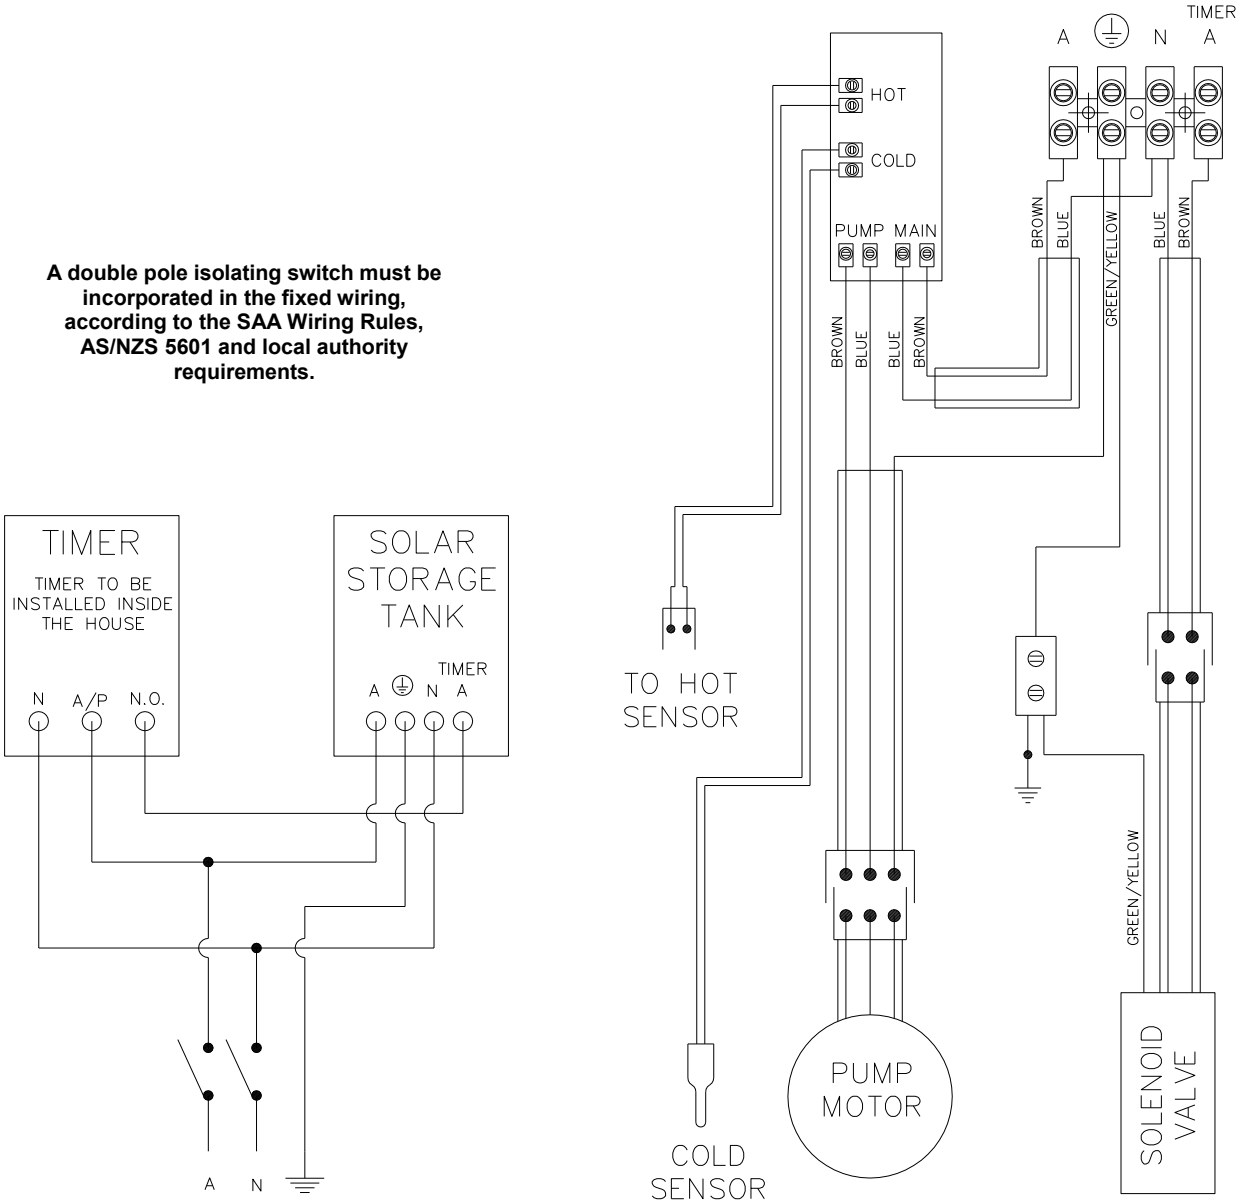 TIMER
A
N
A
HOT
COLD
PUMP MAIN
BROWN
BLUE
GREEN/YELLOW
BLUE
BROWN
BROWN
BLUE
BLUE
BROWN
A double pole isolating switch must be
incorporated in the fixed wiring,
according to the SAA Wiring Rules,
AS/NZS 5601 and local authority
requirements.
TIMER
TIMER TO BE
INSTALLED INSIDE
THE HOUSE
N
A/P
N.O.
SOLAR
STORAGE
TANK
TIMER
A
N
A
A
N
TO HOT
SENSOR
COLD
SENSOR
PUMP
MOTOR
GREEN/YELLOW
SOLENOID
VALVE